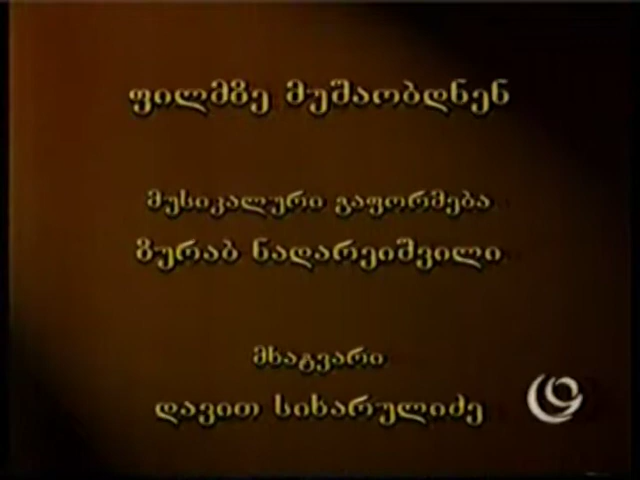 ფილმზე მუშაობდნენ
მუსიკალური გაფორმება
ზურაბ ნადარეიშვილი
მხატვარი
დავით სიხარულიძე